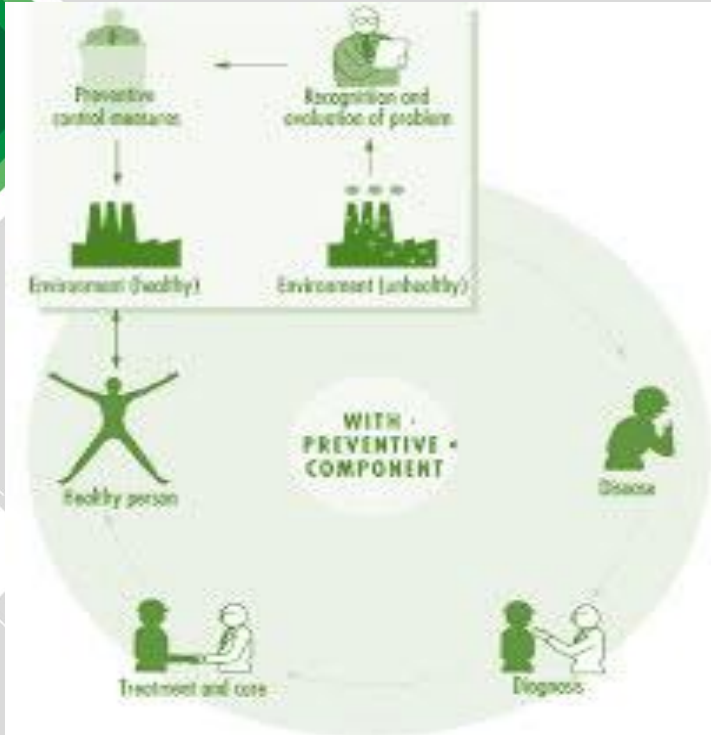 Preventive
control measures
Recognition and
evaluation of problem
Environment (healthy)
Environment (unhealthy)
WITH
PREVENTIVE
COMPONENT
Healthy person
Disease
Treatment and care
Diagnosis